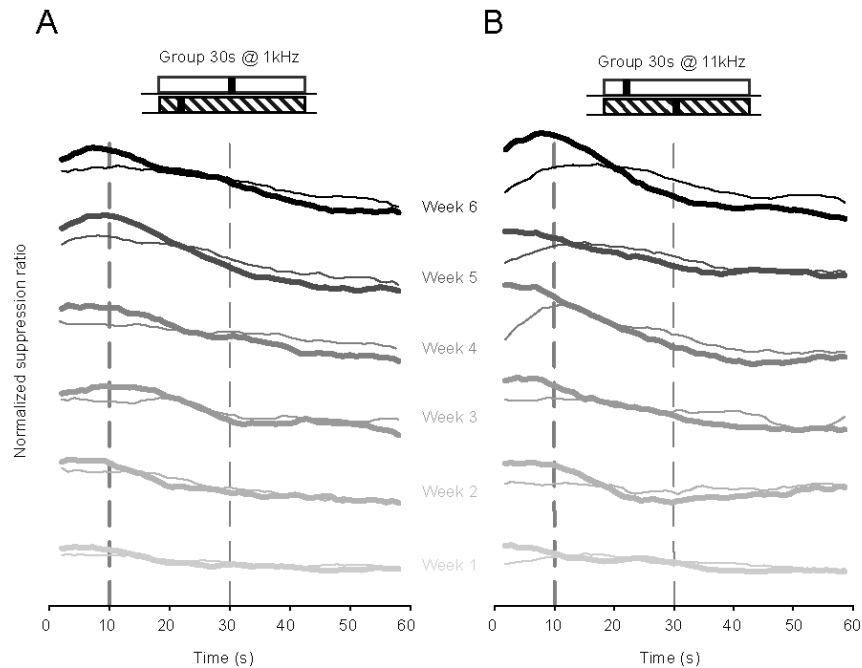 A
B
Group 30s @ 1kHz
Group 30s @ 11kHz
Normalized suppression ratio
Week 6
Week 5
Week 4
Week 3
Week 2
Week 1
0 10 20 30 40 50 60
0 10 20 30 40 50 60
Time (s)
Time (s)